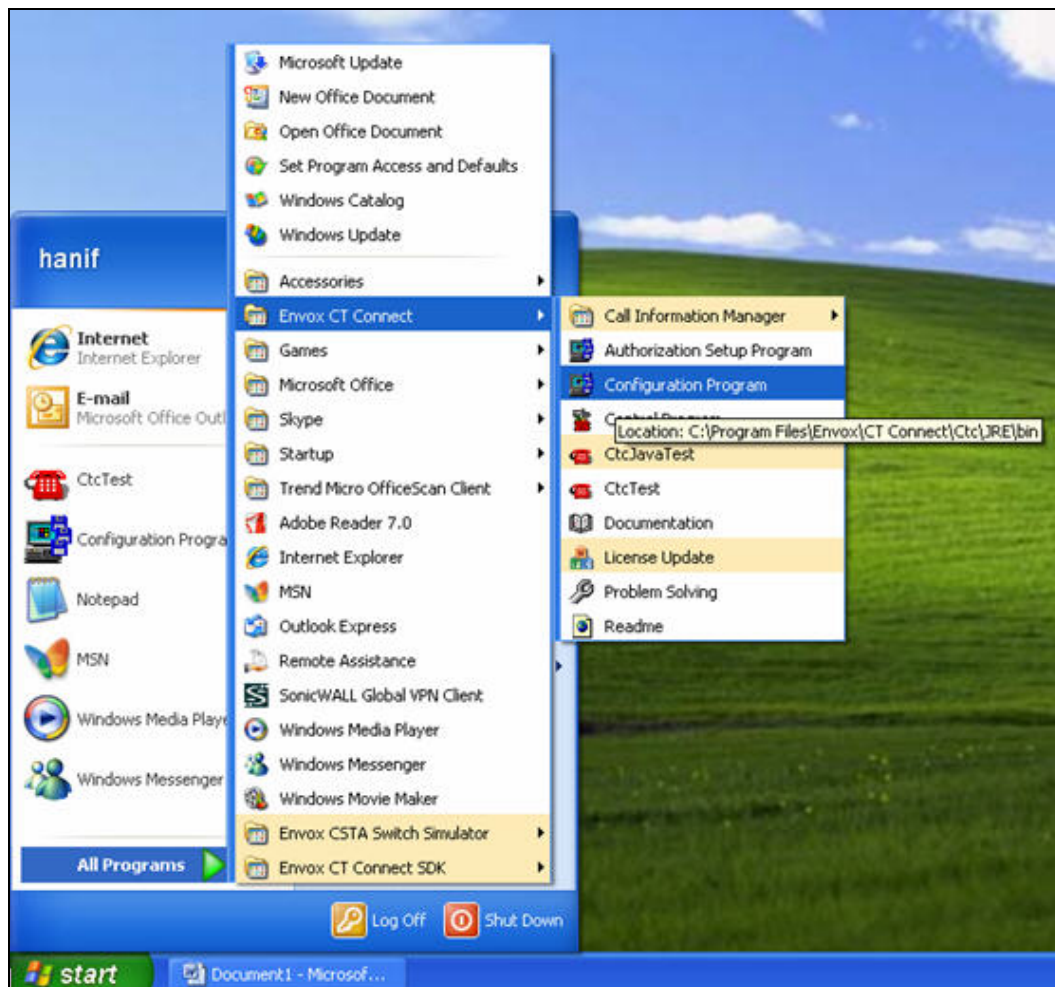 Microsoft Update
New Office Document
Open Office Document
Set Program Access and Defaults
Windows Catalog
Windows Update
hanif
Internet
Internet Explorer
E-mail
Microsoft Office Outl
CtcTest
Configuration Progra
Notepad
MSN
Windows Media Playe
Windows Messenger
All Programs
Accessories
Envox CT Connect
Games
Microsoft Office
Skype
Startup
Trend Micro OfficeScan Client
Adobe Reader 7.0
Internet Explorer
MSN
Outlook Express
Remote Assistance
SonicWALL Global VPN Client
Windows Media Player
Windows Messenger
Windows Movie Maker
Envox CSTA Switch Simulator
Envox CT Connect SDK
Call Information Manager
Authorization Setup Program
Configuration Program
Control Program
Location: C:\Program Files\Envox\CT Connect\Ctc\JRE\bin
CtcJavaTest
CtcTest
Documentation
License Update
Problem Solving
Readme
Log Off
Shut Down
start
Document1 - Microsof...